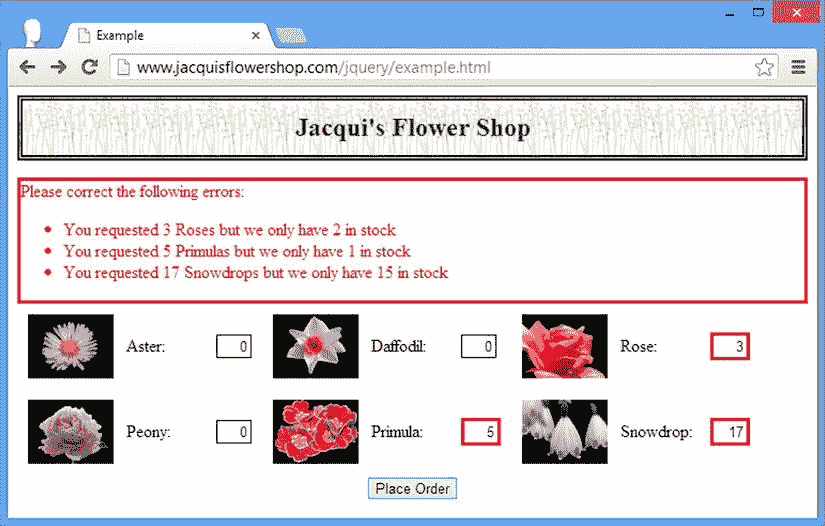 Example
www.jacquisflowershop.com/jquery/example.html
Jacqui's Flower Shop
Please correct the following errors:
• You requested 3 Roses but we only have 2 in stock
• You requested 5 Primulas but we only have 1 in stock
• You requested 17 Snowdrops but we only have 15 in stock
Aster: 0 Daffodil: 0 Rose: 3
Peony: 0 Primula: 5 Snowdrop: 17
Place Order